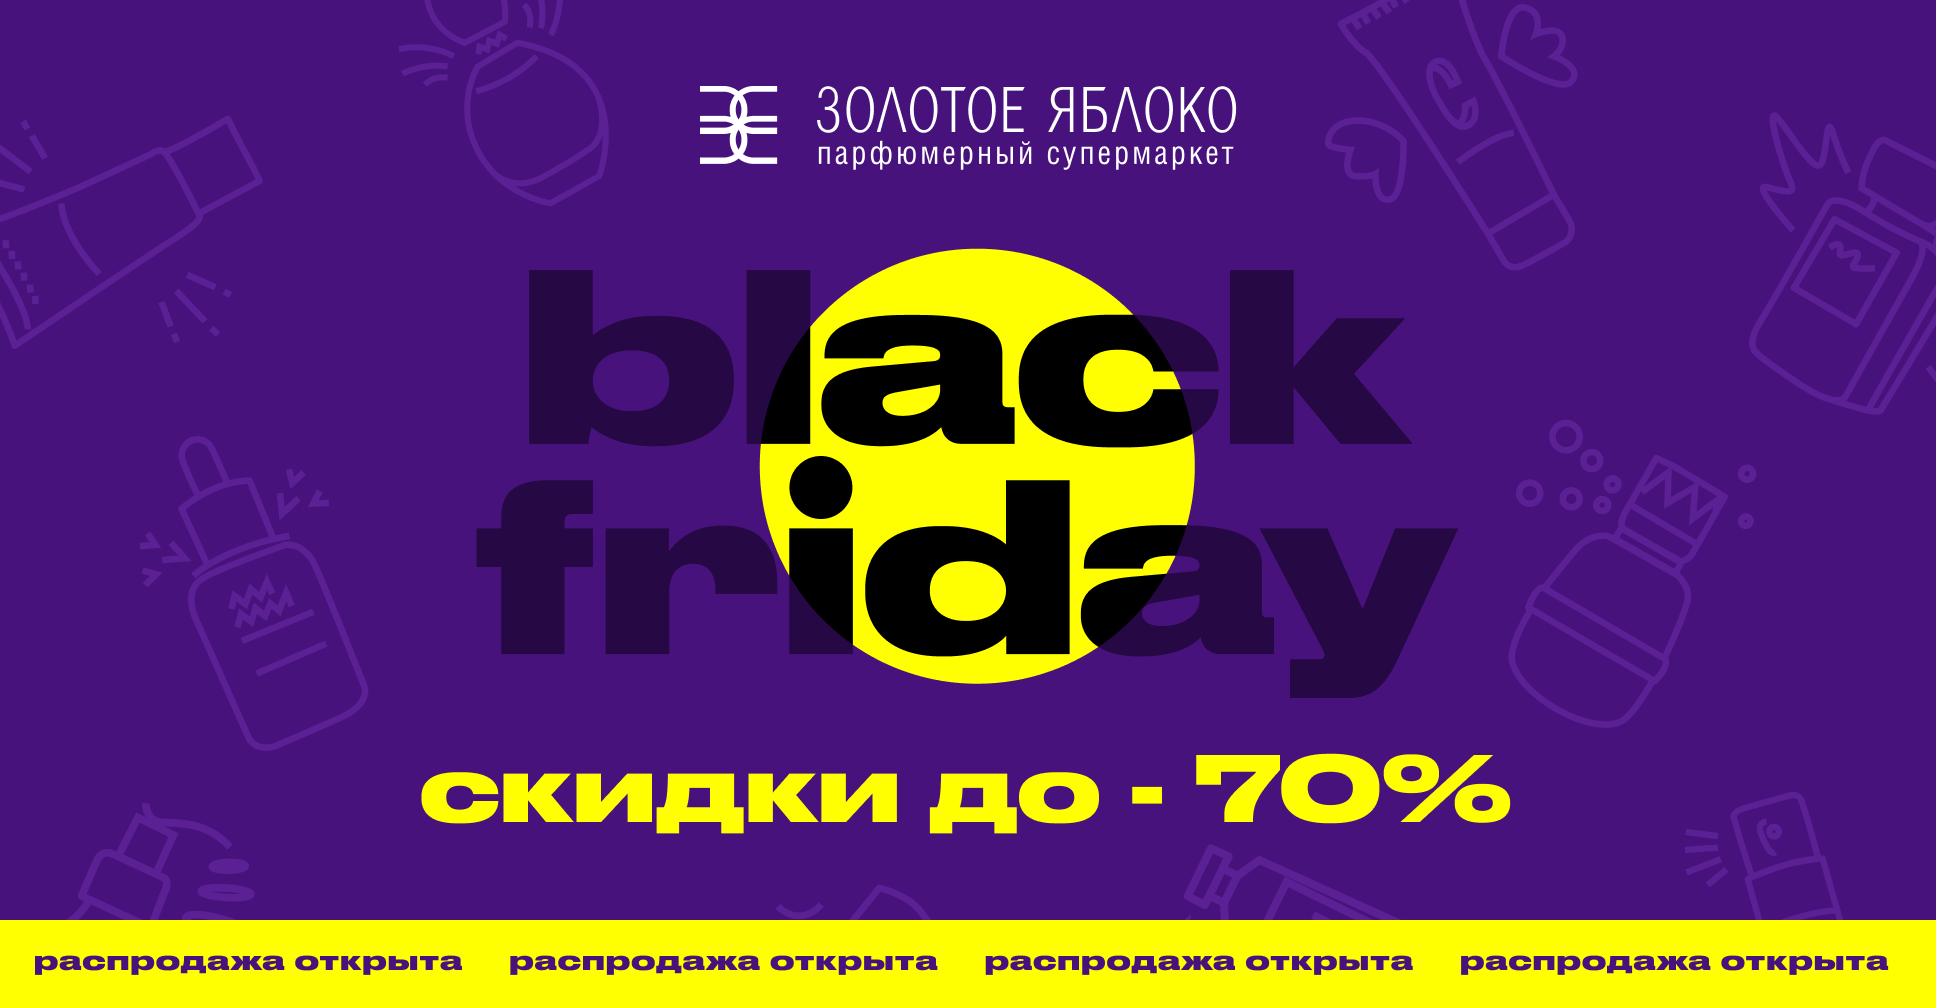 ЗОЛОТОЕ ЯБЛОКО
парфюмерный супермаркет
black
friday
скидки до - 70%
распродажа открыта распродажа открыта распродажа открыта распродажа открыта